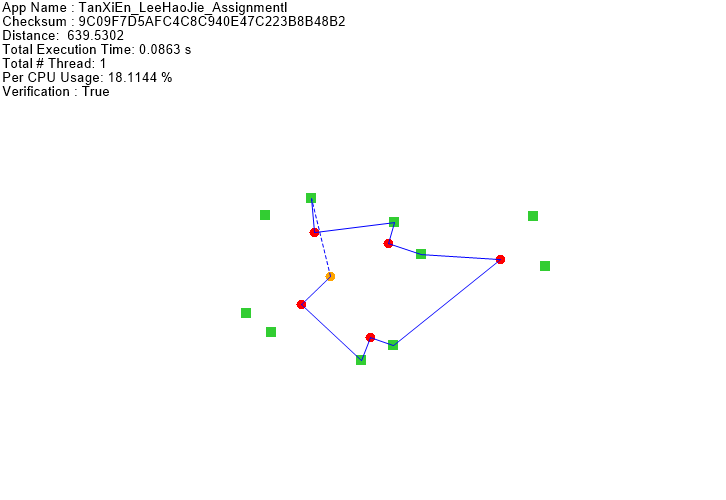 App Name : TanXiEn_LeeHaoJie_AssignmentI
Checksum : 9C09F7D5AFC4C8C940E47C223B8B48B2
Distance:  639.5302
Total Execution Time: 0.0863 s
Total # Thread: 1
Per CPU Usage: 18.1144 %
Verification : True